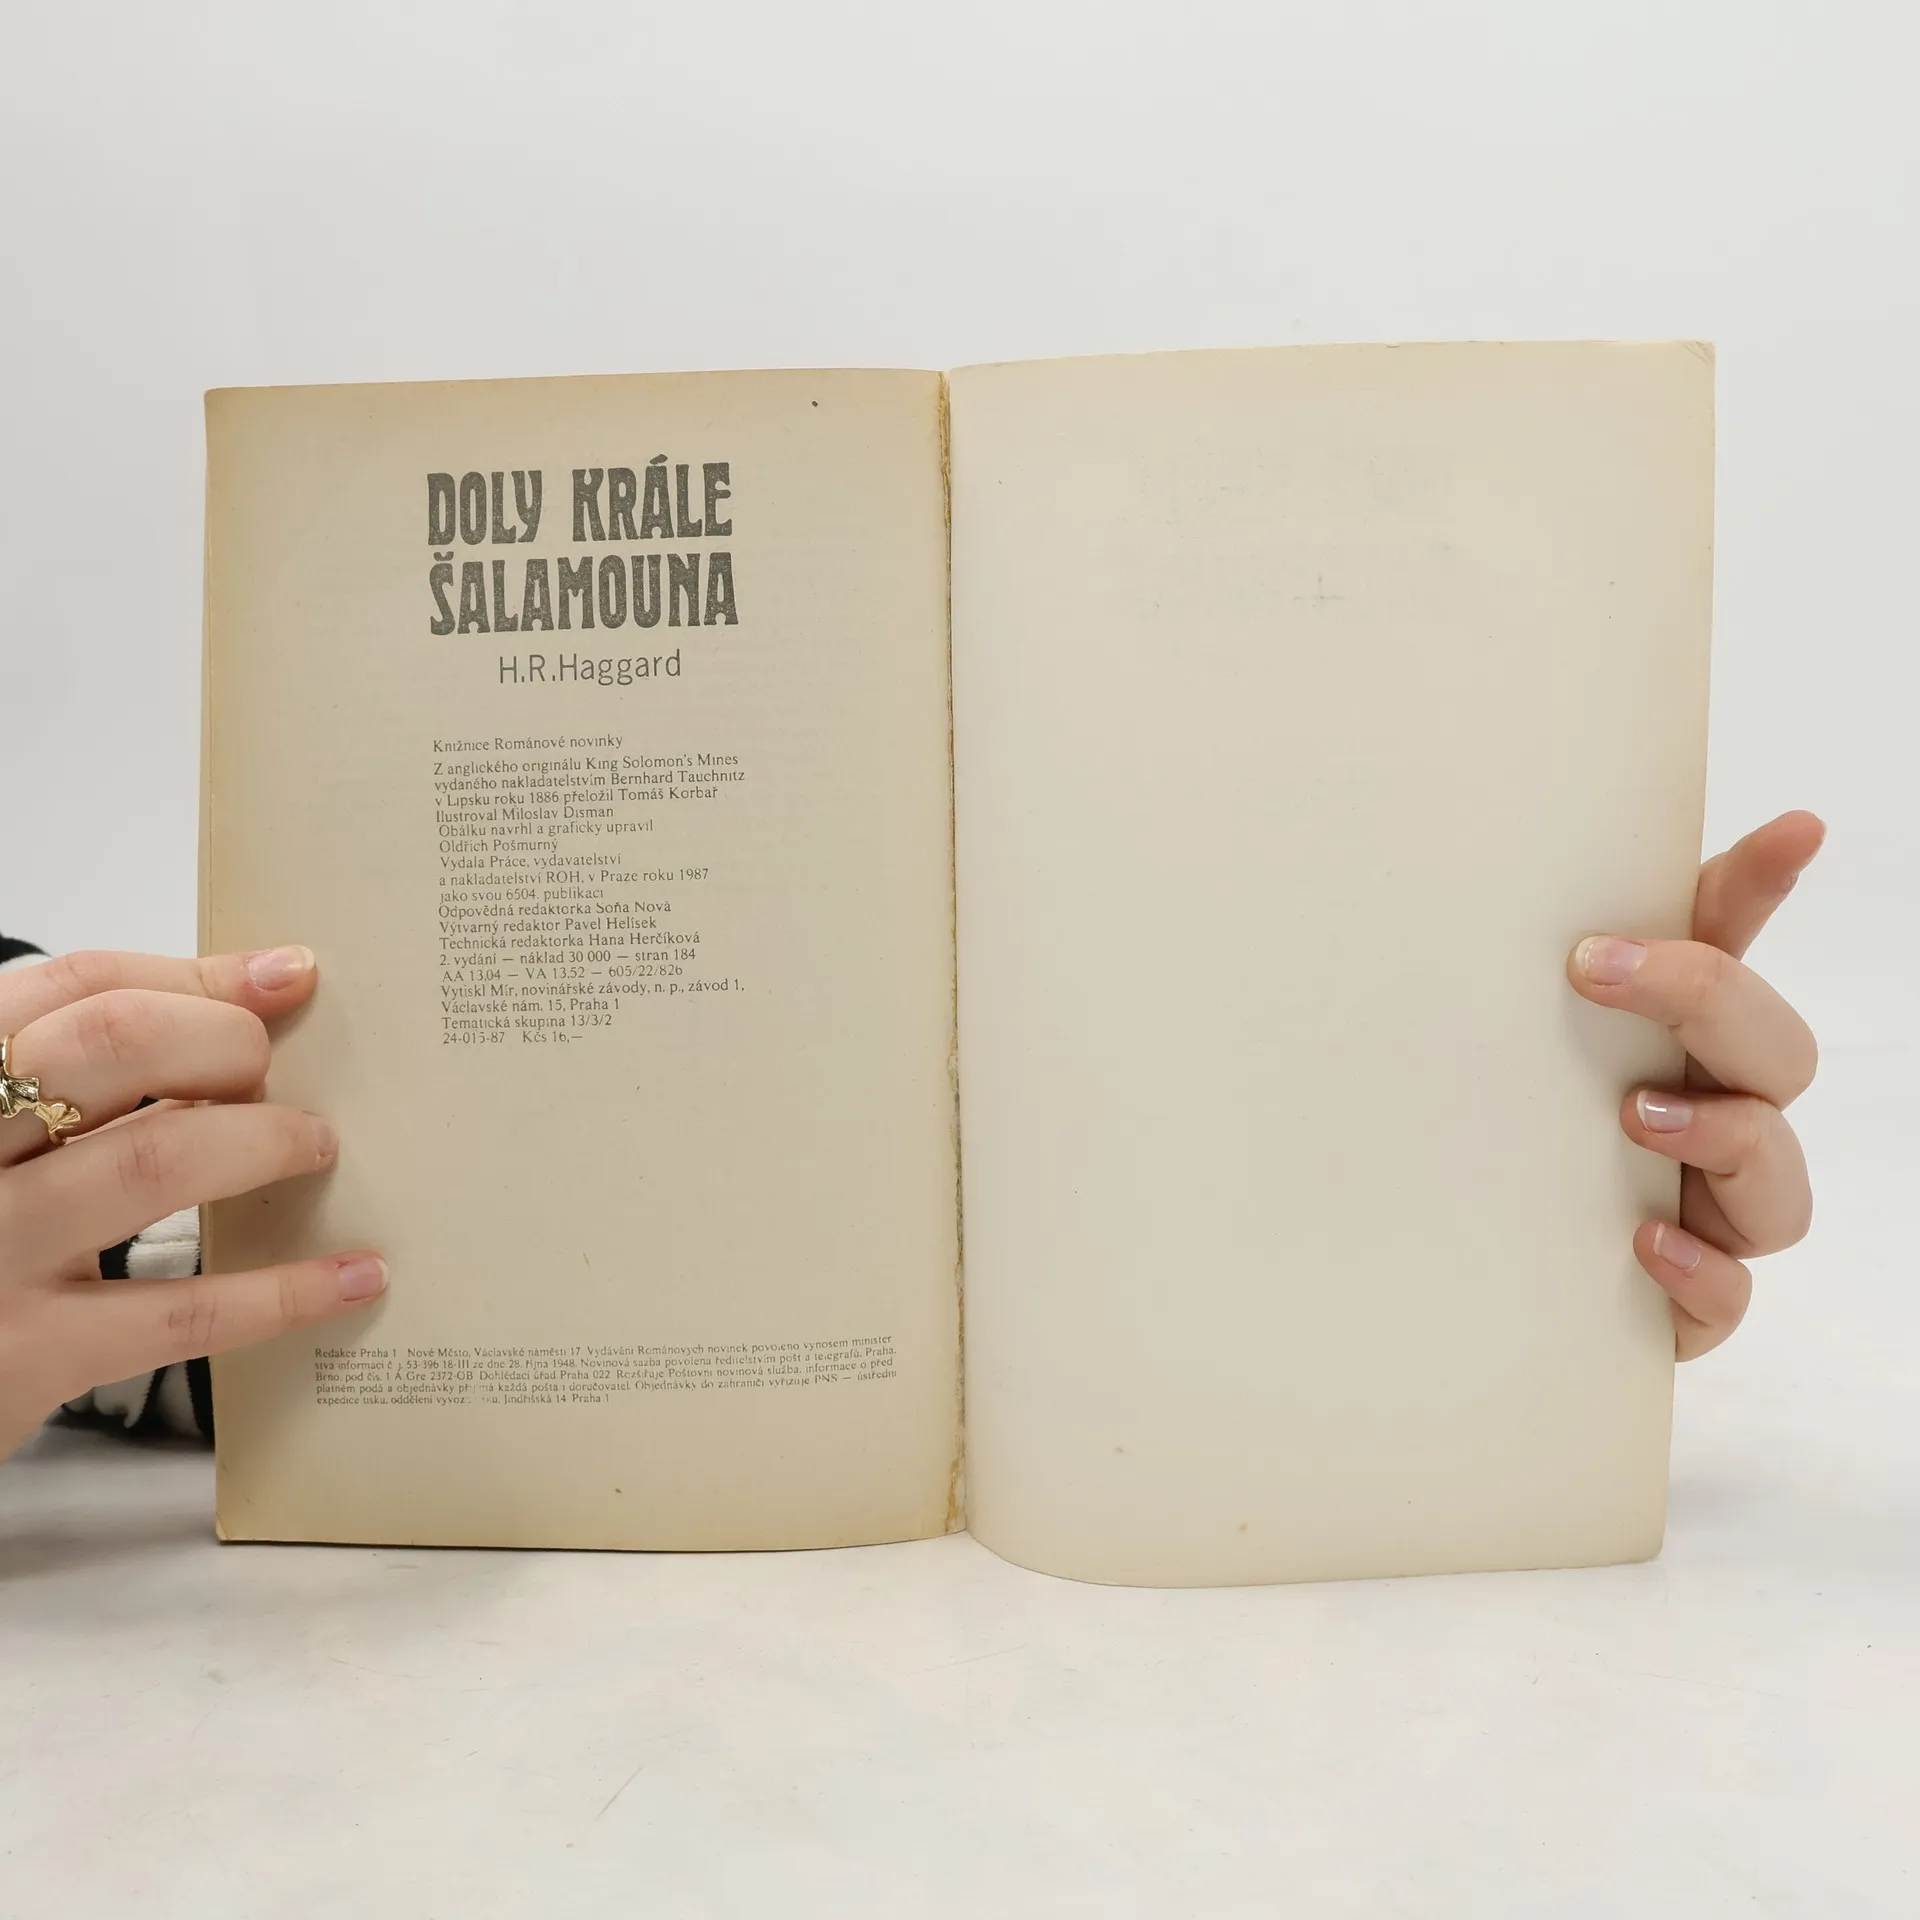 DOLY KRÁLE
ŠALAMOUNA
H.R.Haggard
Knižnice Románové novinky
Z anglického originálu King Solomon's Mines
vydaného nakladatelstvím Bernhard Tauchnitz
v Lipsku roku 1886 přeložil Tomáš Korbař
Ilustroval Miloslav Disman
Obálku navrhl a graficky upravil
Oldřich Pošmurný
Vydala Práce, vydavatelství
a nakladatelství ROH, v Praze roku 1987
jako svou 6504. publikaci
Odpovědná redaktorka Soňa Nová
Výtvarný redaktor Pavel Helísek
Technická redaktorka Hana Herčíková
2. vydání — náklad 30 000 — stran 184
AA 13,04 — VA 13,52 — 605/22/826
Vytiskl Mír, novinářské závody, n. p., závod 1,
Václavské nám. 15, Praha 1
Tematická skupina 13/3/2
24-015-87 Kčs 16,—
Redakce Praha 1 Nové Město, Václavské náměstí 17 Vydávání Románových novinek povoleno výnosem minister
stva informací č j. 53-396 18-III ze dne 28. října 1948. Novinová sazba povolena ředitelstvím pošt a telegrafů, Praha.
Brno, pod čís. 1 A Gre 2372-OB Dohlédací úřad Praha 022 Rozšiřuje Poštovní novinová služba, informace o před
platném podá a objednávky přijímá každá pošta i doručovatel Objednávky do zahraničí vyřizuje PNS — ústřední
expedice tisku, oddělení vývoz Jindřišská 14 Praha 1